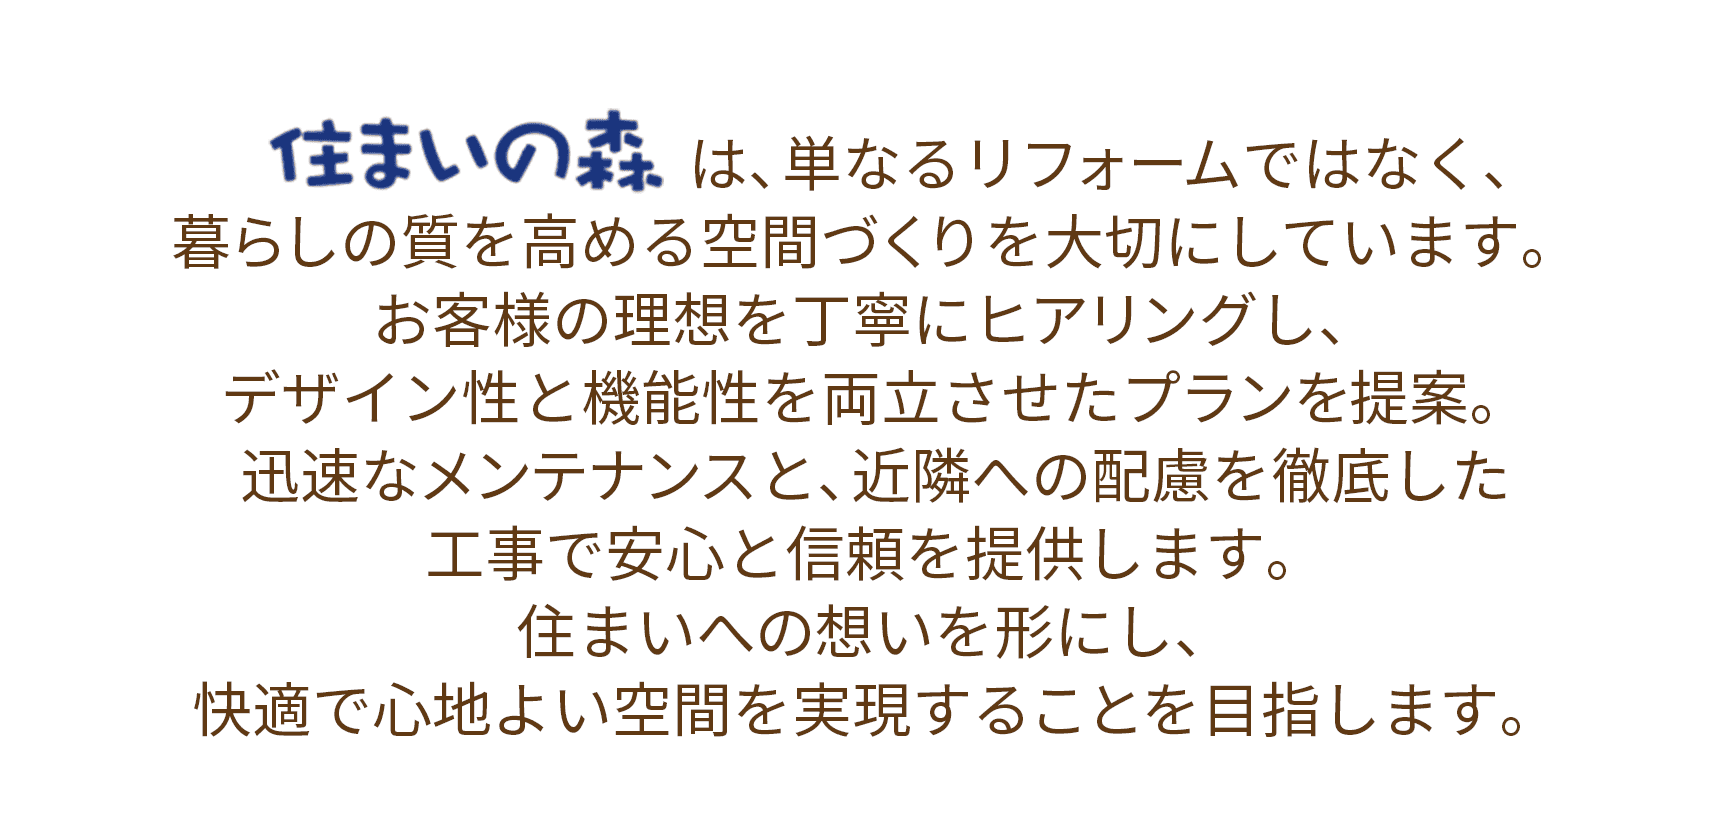 住まいの森 は、単なるリフォームではなく、
暮らしの質を高める空間づくりを大切にしています。
お客様の理想を丁寧にヒアリングし、
デザイン性と機能性を両立させたプランを提案。
迅速なメンテナンスと、近隣への配慮を徹底した
工事で安心と信頼を提供します。
住まいへの想いを形にし、
快適で心地よい空間を実現することを目指します。